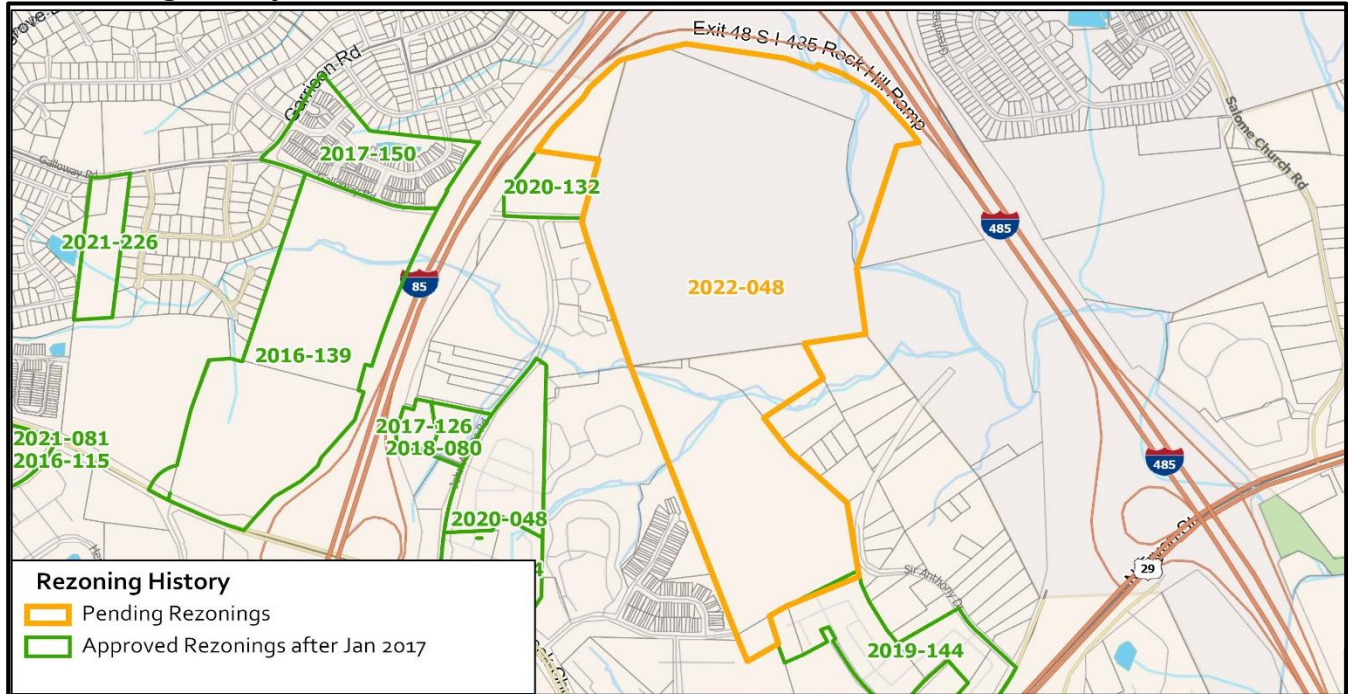 Exit 48 S I-485 Rock Hill Ramp
Garrison Rd
Salome Church Rd
2017-150
Galloway Rd
2020-132
2021-226
485
85
2022-048
2016-139
2017-126
2018-080
2021-081
2016-115
485
2020-048
29
Sir Anthony D
2019-144
Rezoning History
Pending Rezonings
Approved Rezonings after Jan 2017